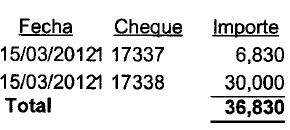 Fecha Cheque Importe
15/03/20121 17337 6,830
15/03/20121 17338 30,000
Total 36,830